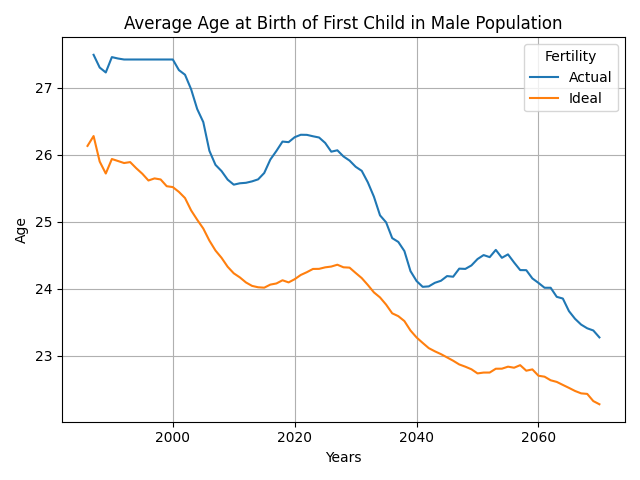 Average Age at Birth of First Child in Male Population
Fertility
Actual
Ideal
27
26
25
24
23
Age
2000
2020
2040
2060
Years